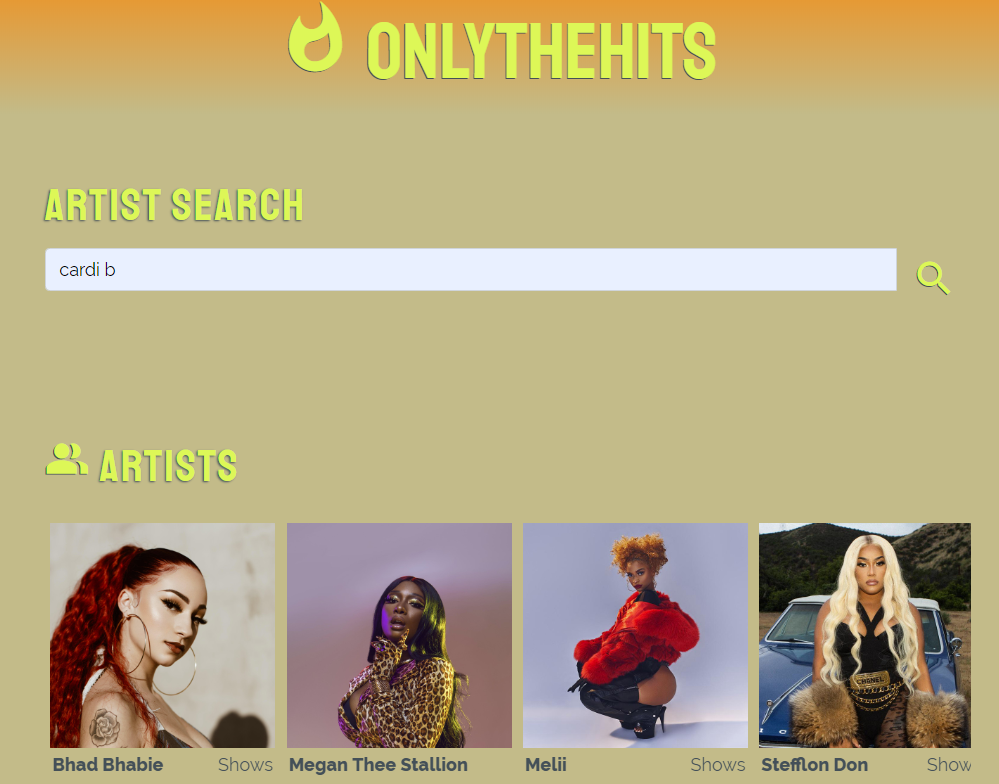 ONLYTHEHITS
ARTIST SEARCH
cardi b
ARTISTS
CHANEL
Bhad Bhabie Shows Megan Thee Stallion Melii Shows Stefflon Don Show